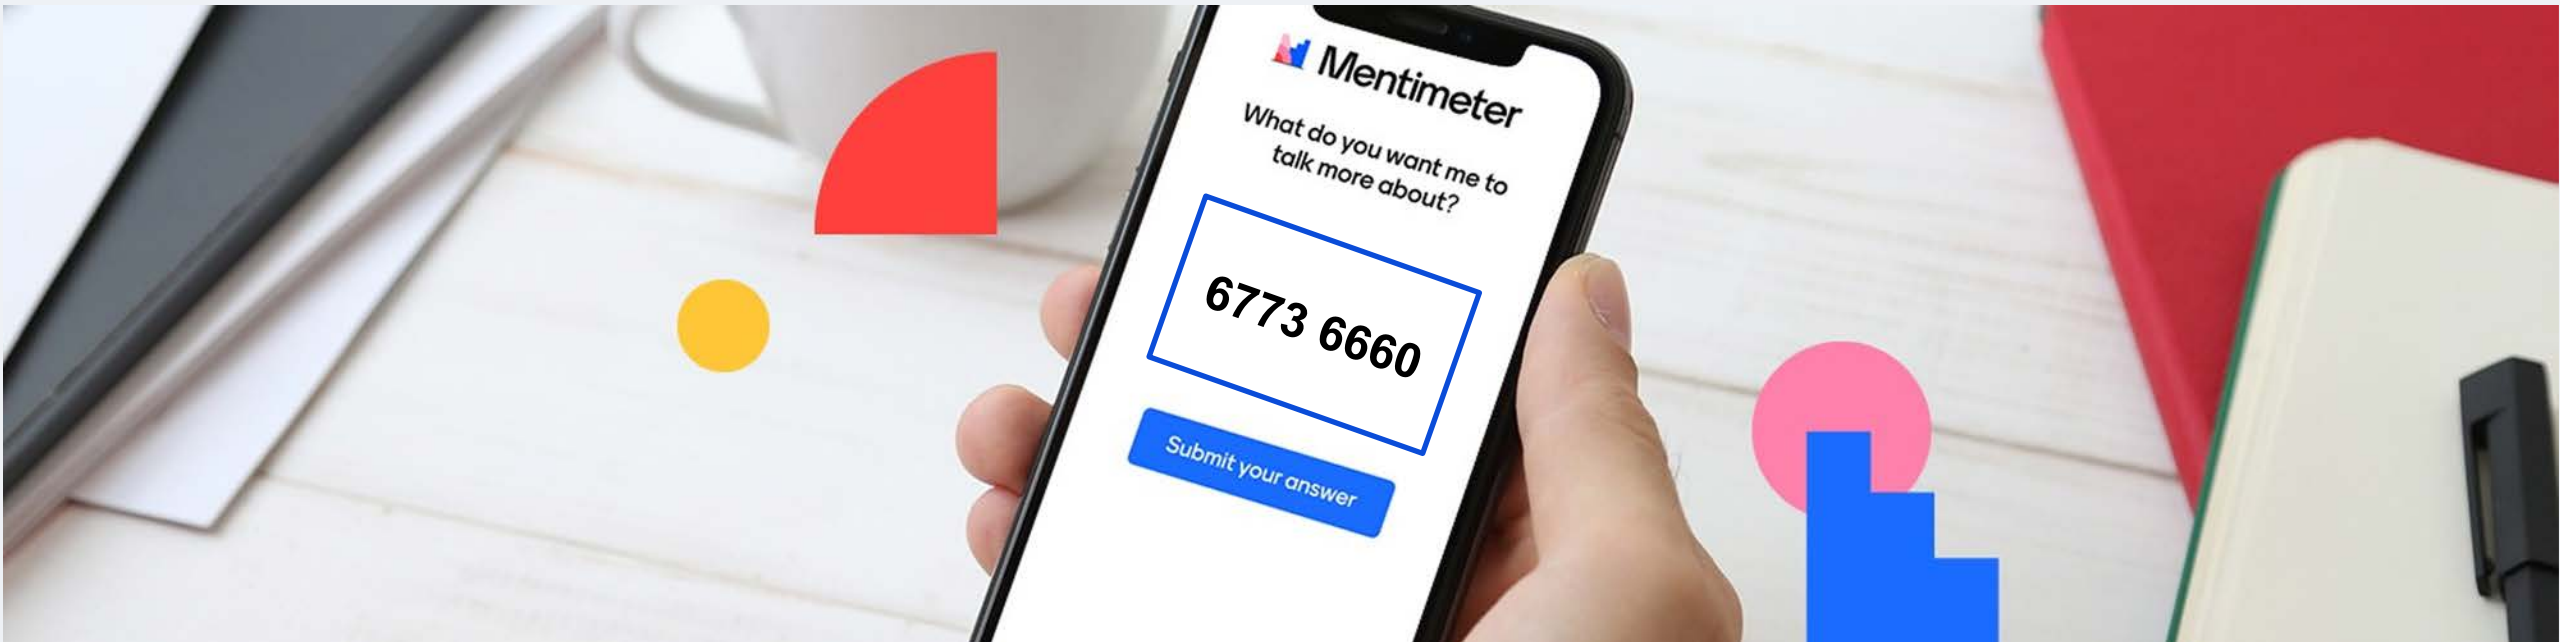 Mentimeter
What do you want me to
talk more about?
6773 6660
Submit your answer